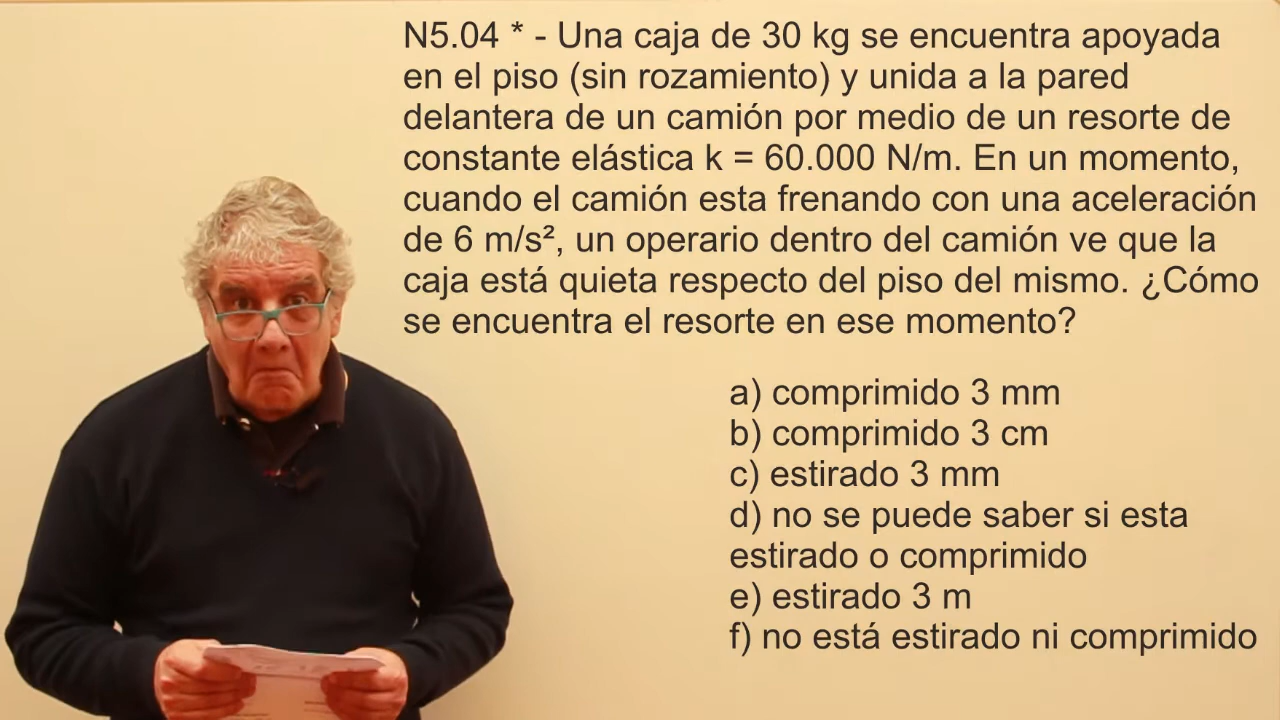 N5.04 * - Una caja de 30 kg se encuentra apoyada
en el piso (sin rozamiento) y unida a la pared
delantera de un camión por medio de un resorte de
constante elástica k = 60.000 N/m. En un momento,
cuando el camión esta frenando con una aceleración
de 6 m/s², un operario dentro del camión ve que la
caja está quieta respecto del piso del mismo. ¿Cómo
se encuentra el resorte en ese momento?
a) comprimido 3 mm
b) comprimido 3 cm
c) estirado 3 mm
d) no se puede saber si esta
estirado o comprimido
e) estirado 3 m
f) no está estirado ni comprimido